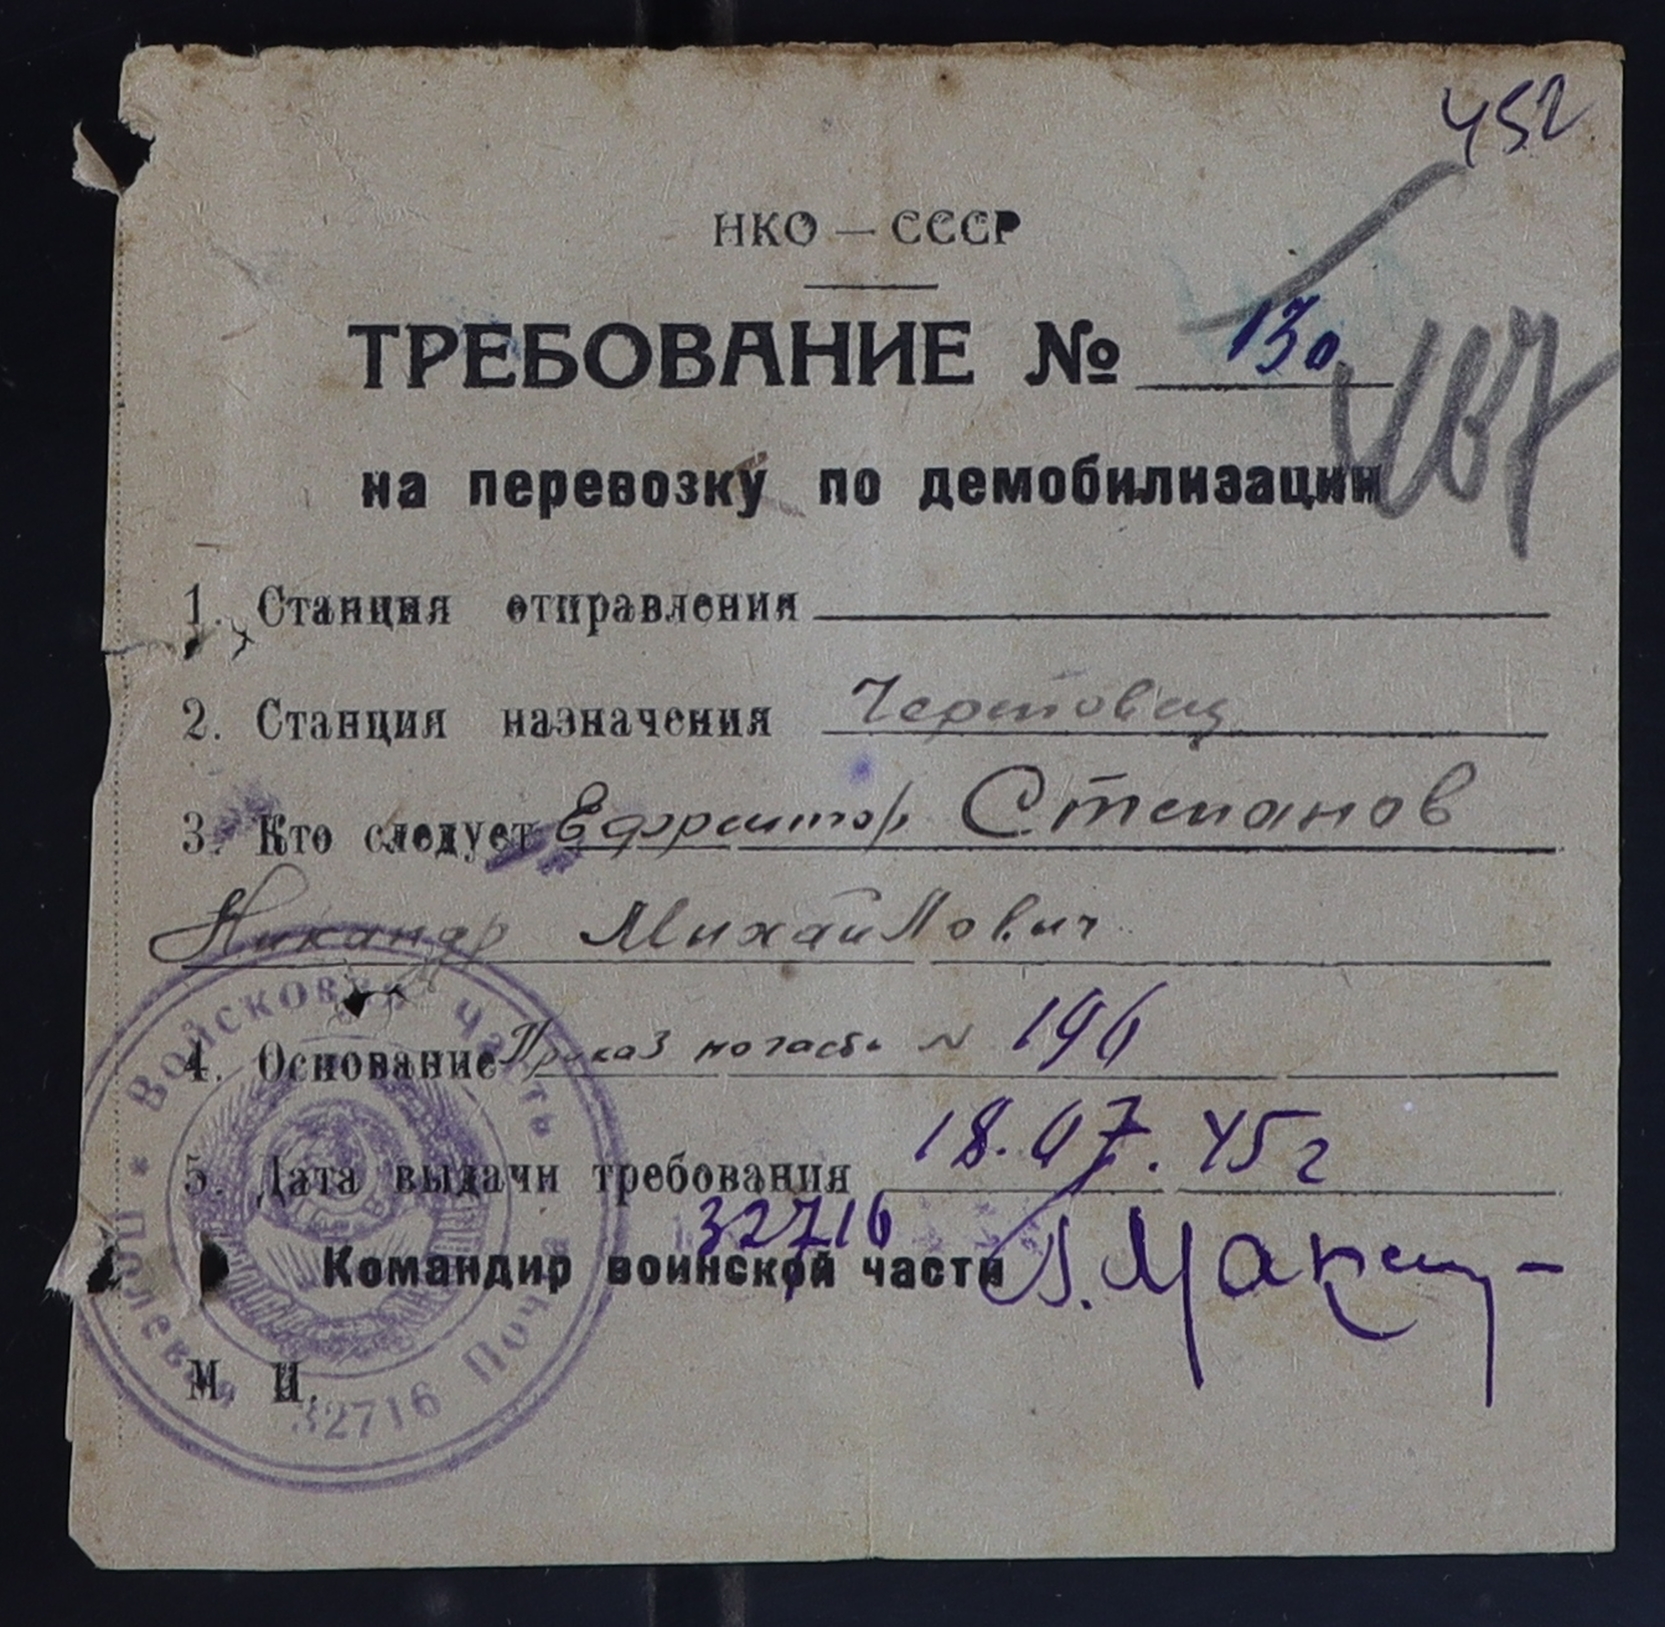 452
НКО — СССР
ТРЕБОВАНИЕ № 130
на перевозку по демобилизации
1. Станция отправления
2. Станция назначения Череповец
3. Кто следует Ефрейтор Степанов
Никандр Михайлович
4. Основание Приказ по части № 196
5. Дата выдачи требования 18.07.45г
32716
Командир воинской части
М. П.
* Войсковая часть * Полевая Почта 32716